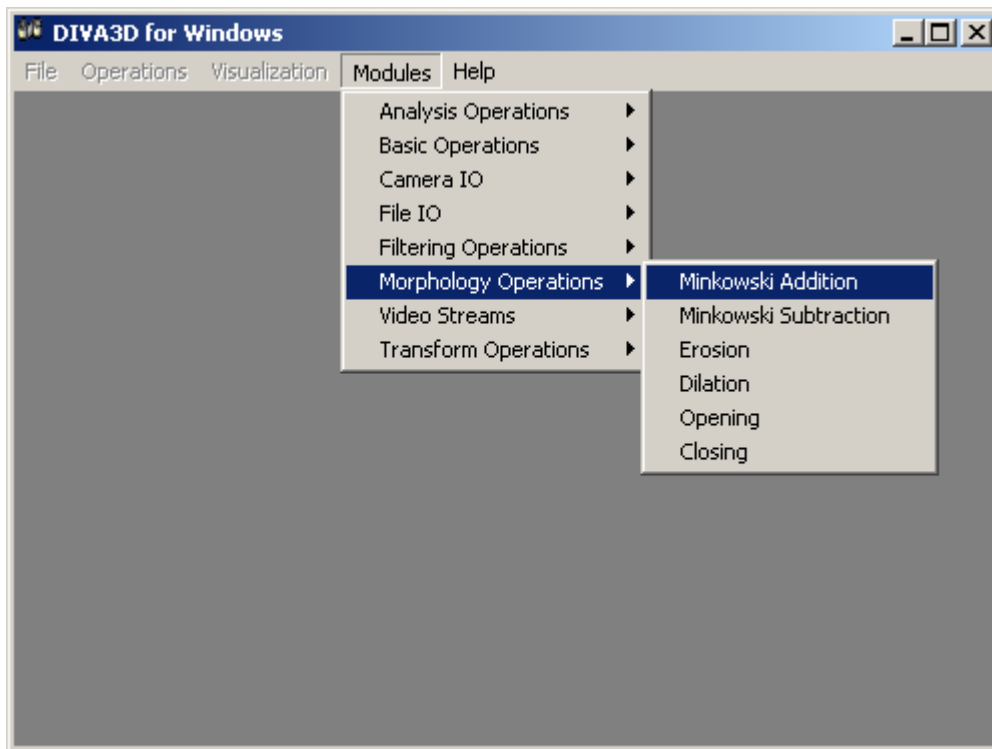 DIVA3D for Windows
File Operations Visualization Modules Help
Analysis Operations
Basic Operations
Camera IO
File IO
Filtering Operations
Morphology Operations
Video Streams
Transform Operations
Minkowski Addition
Minkowski Subtraction
Erosion
Dilation
Opening
Closing